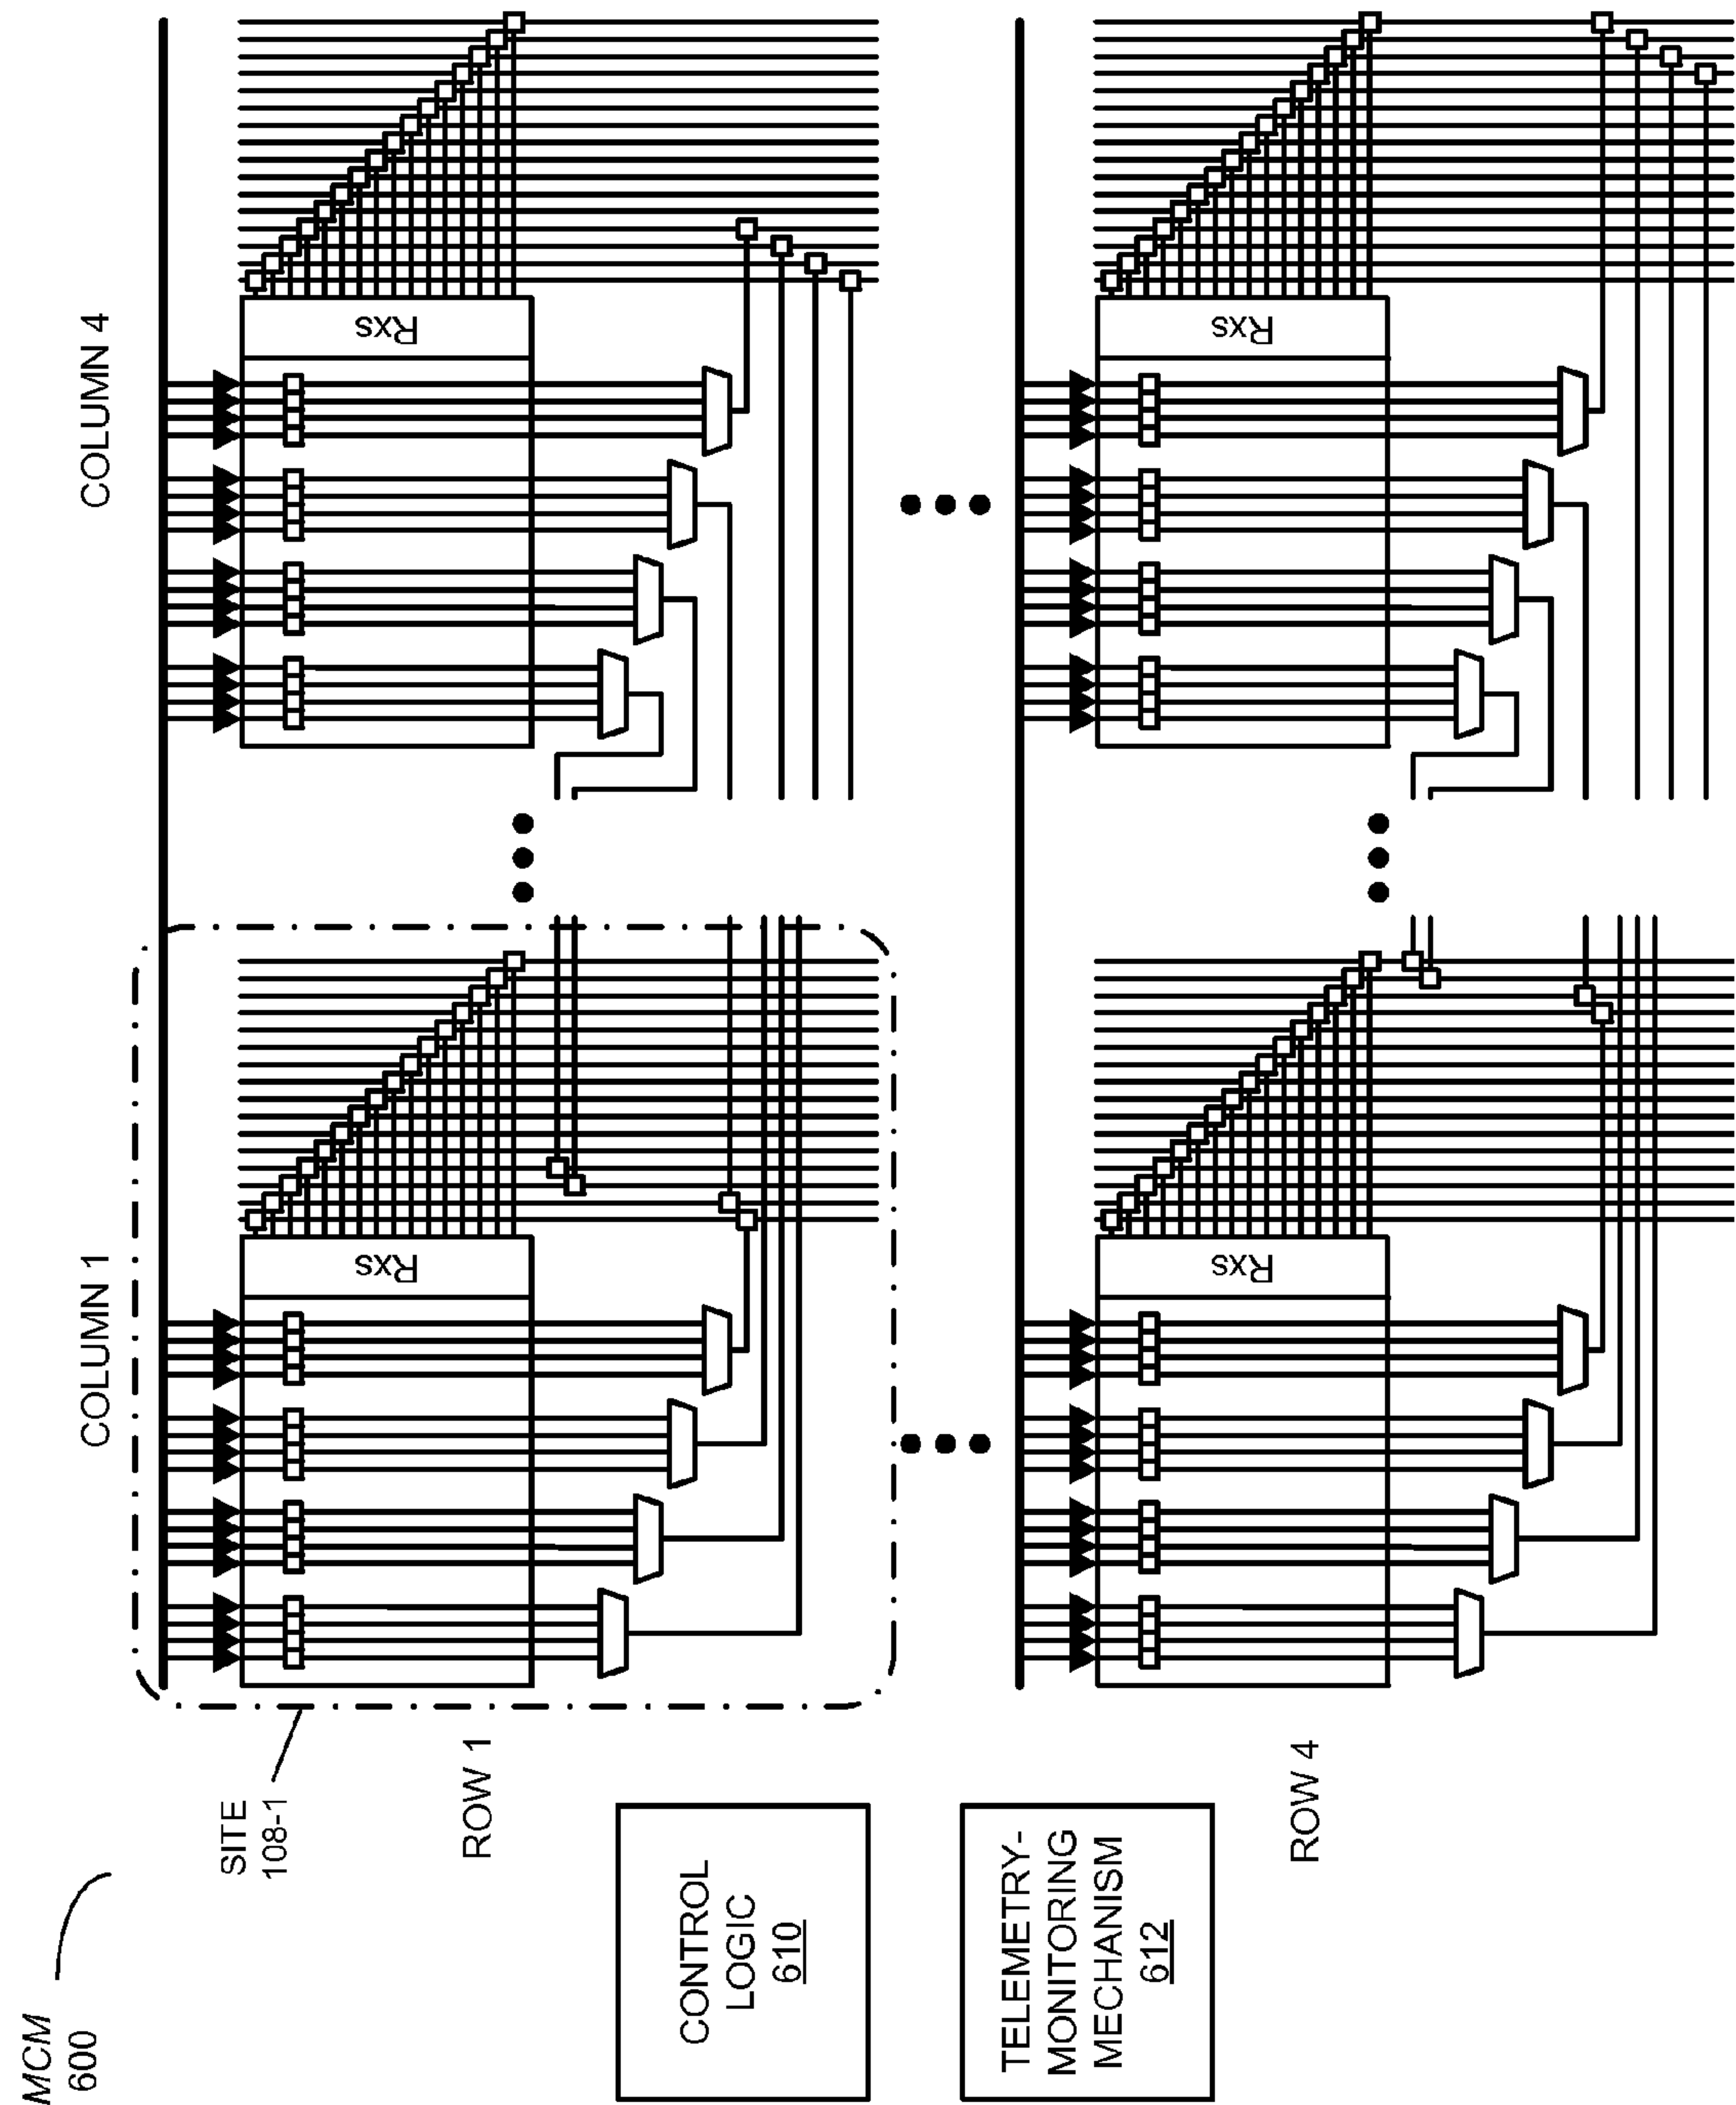 MCM
600
COLUMN 1
COLUMN 4
SITE
108-1
ROW 1
Rxs
Rxs
CONTROL
LOGIC
610
TELEMETRY-
MONITORING
MECHANISM
612
ROW 4
Rxs
Rxs